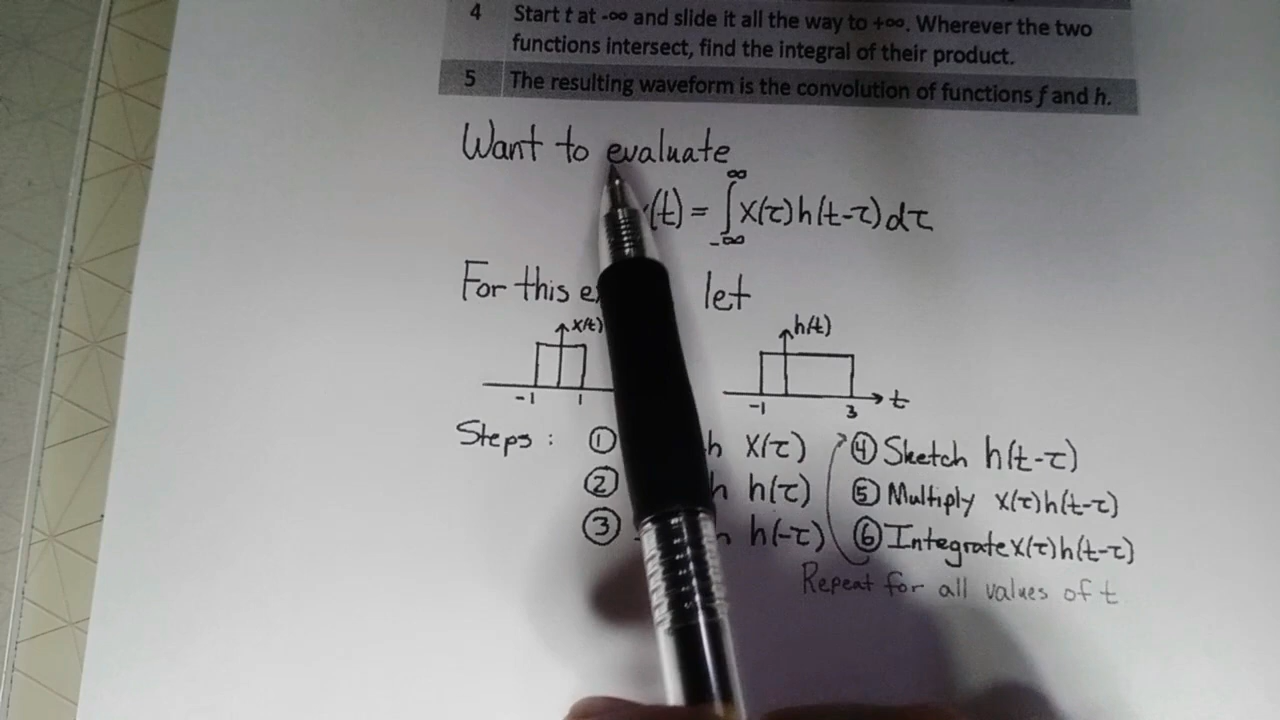 4 Start t at -∞ and slide it all the way to +∞. Wherever the two
functions intersect, find the integral of their product.
5 The resulting waveform is the convolution of functions f and h.
Want to evaluate
(t) = ∫ x(τ)h(t-τ)dτ
∞
-∞
For this let
x(t)
-1 1
h(t)
-1 3 t
Steps : ① x(τ)
② h(τ)
③ h(-τ)
④ Sketch h(t-τ)
⑤ Multiply x(τ)h(t-τ)
⑥ Integrate x(τ)h(t-τ)
Repeat for all values of t